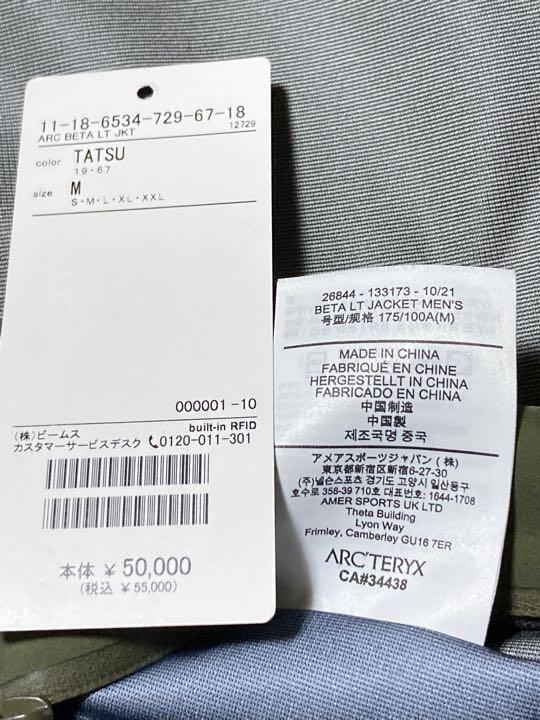 11-18-6534-729-67-18
ARC BETA LT JKT 12729
color TATSU
19・67
size M
S・M・L・XL・XXL
000001-10
built-in RFID
(株)ビームス
カスタマーサービスデスク 0120-011-301
本体 ¥50,000
(税込 ¥55,000)
26844 - 133173 - 10/21
BETA LT JACKET MEN'S
号型/规格 175/100A(M)
MADE IN CHINA
FABRIQUÉ EN CHINE
HERGESTELLT IN CHINA
FABRICADO EN CHINA
中国制造
中国製
제조국명 중국
アメアスポーツジャパン(株)
東京都新宿区新宿6-27-30
(주)넬슨스포츠 경기도 고양시 일산동구
호수로 358-39 710호 대표번호: 1644-1708
AMER SPORTS UK LTD
Theta Building
Lyon Way
Frimley, Camberley GU16 7ER
ARC'TERYX
CA#34438